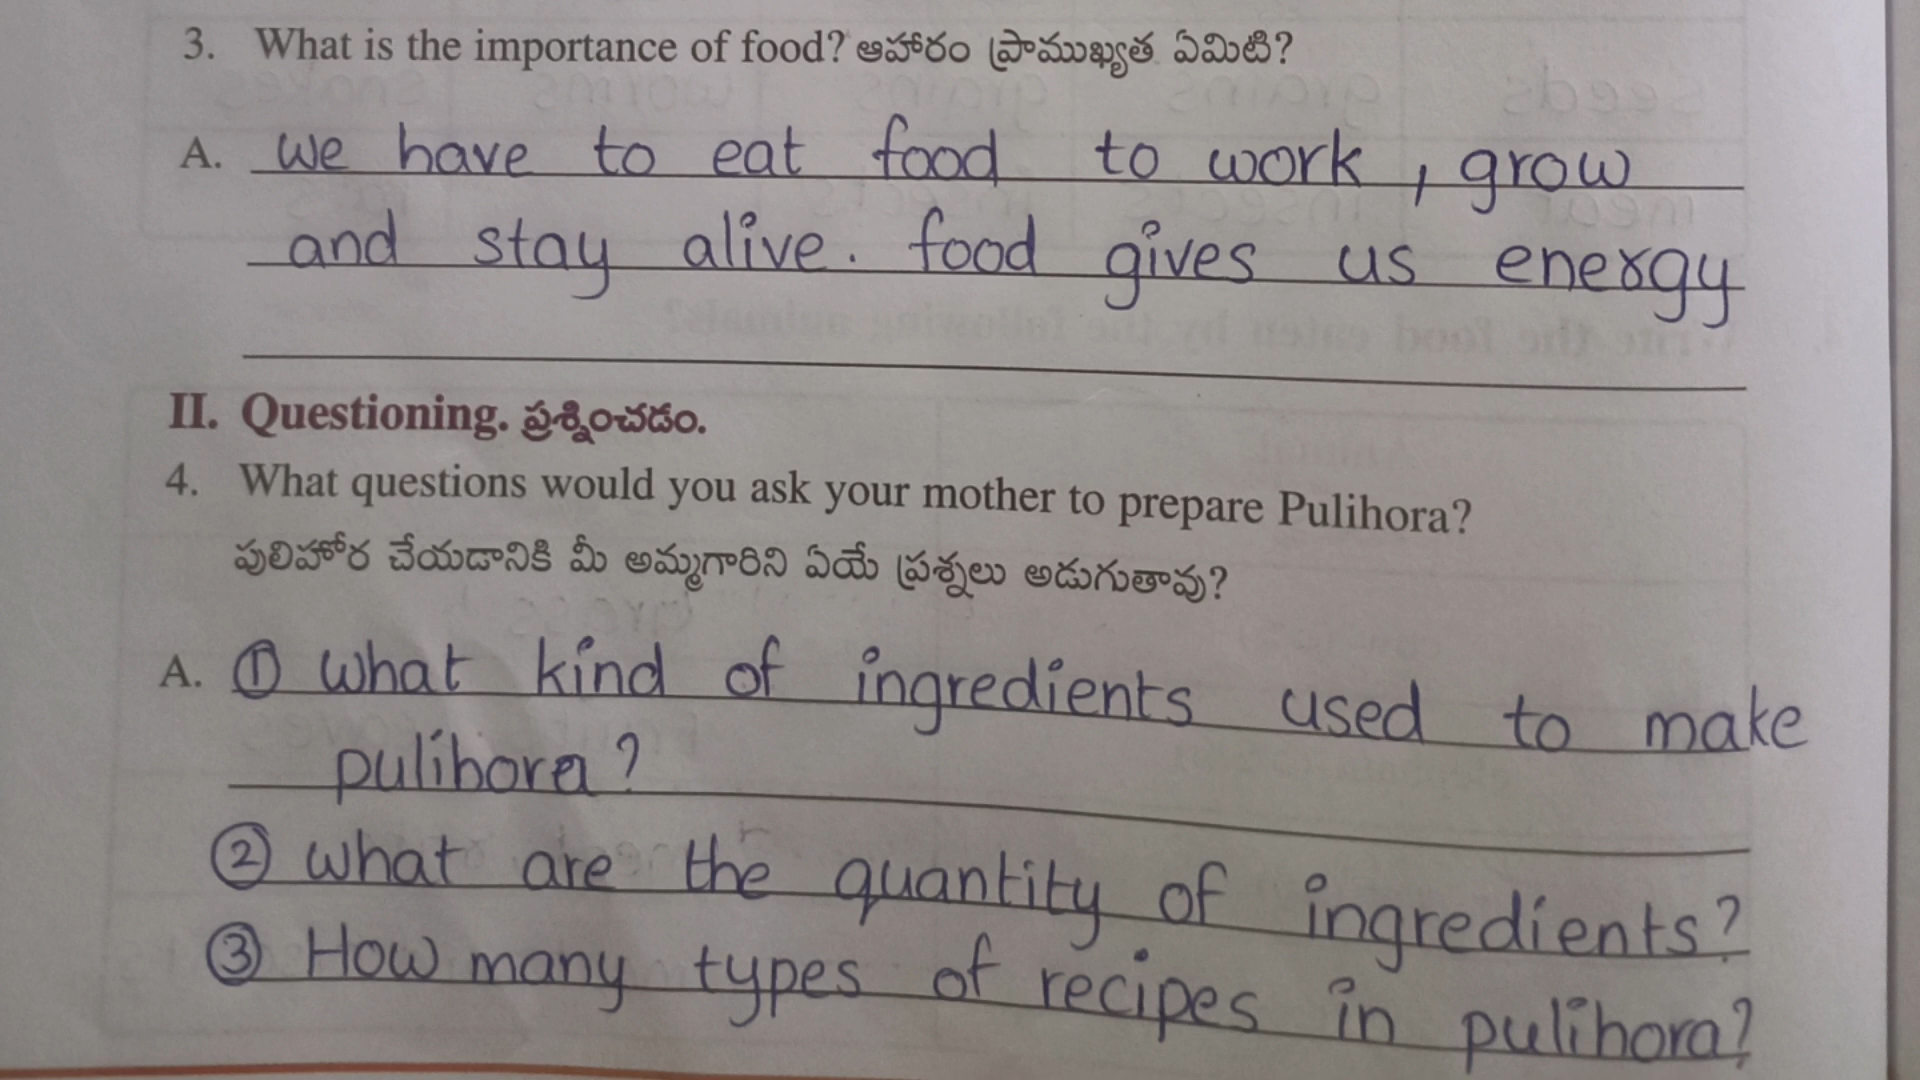 3. What is the importance of food? ఆహారం ప్రాముఖ్యత ఏమిటి?
A. we have to eat food to work, grow
and stay alive. food gives us energy
II. Questioning. ప్రశ్నించడం.
4. What questions would you ask your mother to prepare Pulihora?
పులిహోర చేయడానికి మీ అమ్మగారిని ఏయే ప్రశ్నలు అడుగుతావు?
A. ① what kind of ingredients used to make
pulihora?
② what are the quantity of ingredients?
③ How many types of recipes in pulihora?